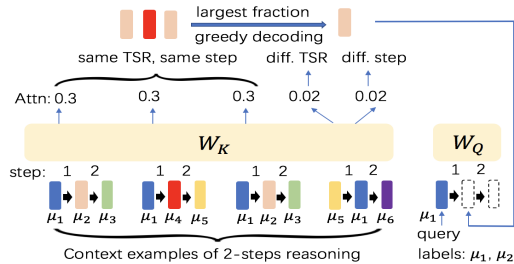 largest fraction
greedy decoding
same TSR, same step
diff. TSR
diff. step
Attn: 0.3 0.3 0.3 0.02 0.02
W_K
W_Q
step: 1 2 1 2 1 2 1 2
1 2
μ₁ μ₂ μ₃ μ₁ μ₄ μ₅ μ₁ μ₂ μ₃ μ₅ μ₁ μ₆
μ₁
query
labels: μ₁, μ₂
Context examples of 2-steps reasoning